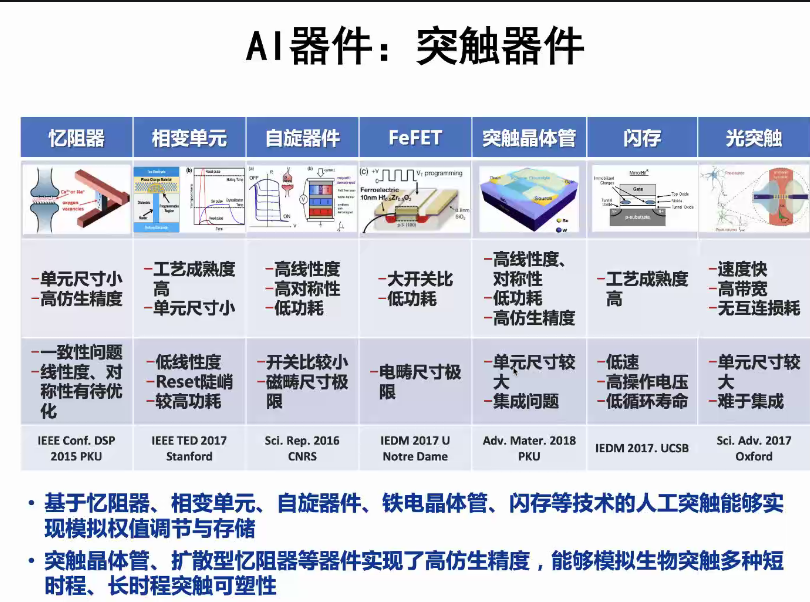 AI器件：突触器件
忆阻器
相变单元
自旋器件
FeFET
突触晶体管
闪存
光突触
oxygen
vacancies
Phase Change Material
(b)
(a)
(b)
OFF
ON
(c)
+V
V_T programming
Ferroelectric
10nm Hf0.5Zr0.5O2
SiO2
Source
Gate
p-substrate
－单元尺寸小
－高仿生精度
－工艺成熟度
高
－单元尺寸小
－高线性度
－高对称性
－低功耗
－大开关比
－低功耗
－高线性度、
对称性
－低功耗
－高仿生精度
－工艺成熟度
高
－速度快
－高带宽
－无互连损耗
－一致性问题
－线性度、对
称性有待优
化
－低线性度
－Reset陡峭
－较高功耗
－开关比较小
－磁畴尺寸极
限
－电畴尺寸极
限
－单元尺寸较
大
－集成问题
－低速
－高操作电压
－低循环寿命
－单元尺寸较
大
－难于集成
IEEE Conf. DSP
2015 PKU
IEEE TED 2017
Stanford
Sci. Rep. 2016
CNRS
IEDM 2017 U
Notre Dame
Adv. Mater. 2018
PKU
IEDM 2017. UCSB
Sci. Adv. 2017
Oxford
• 基于忆阻器、相变单元、自旋器件、铁电晶体管、闪存等技术的人工突触能够实
现模拟权值调节与存储
• 突触晶体管、扩散型忆阻器等器件实现了高仿生精度，能够模拟生物突触多种短
时程、长时程突触可塑性